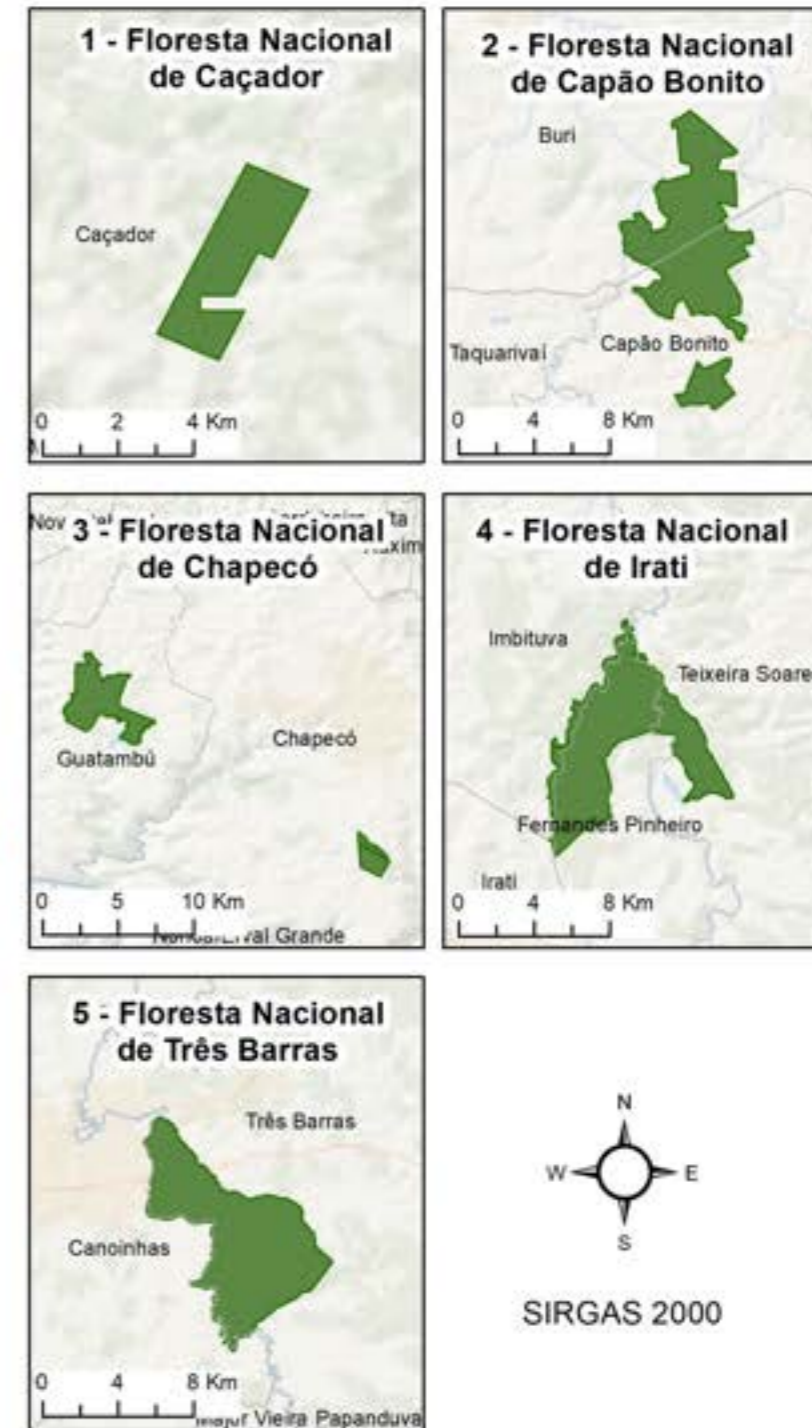 1 - Floresta Nacional
de Caçador
Caçador
0 2 4 Km
2 - Floresta Nacional
de Capão Bonito
Buri
Taquarivaí
Capão Bonito
0 4 8 Km
3 - Floresta Nacional
de Chapecó
Guatambú
Chapecó
0 5 10 Km
Grande
4 - Floresta Nacional
de Irati
Imbituva
Teixeira Soare
Fernandes Pinheiro
Irati
0 4 8 Km
5 - Floresta Nacional
de Três Barras
Três Barras
Canoinhas
0 4 8 Km
Major Vieira Papanduva
N
W E
S
SIRGAS 2000